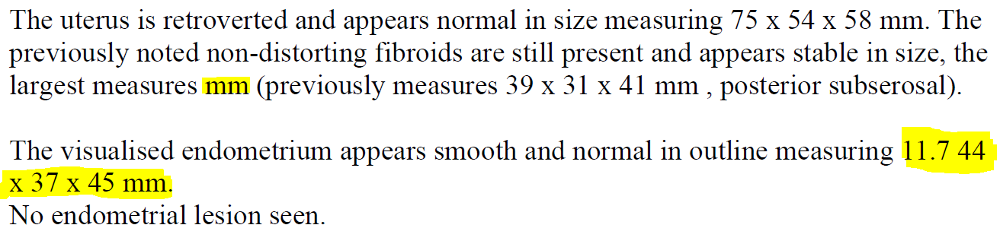 The uterus is retroverted and appears normal in size measuring 75 x 54 x 58 mm. The
previously noted non-distorting fibroids are still present and appears stable in size, the
largest measures mm (previously measures 39 x 31 x 41 mm , posterior subserosal).
The visualised endometrium appears smooth and normal in outline measuring 11.7 44
x 37 x 45 mm.
No endometrial lesion seen.